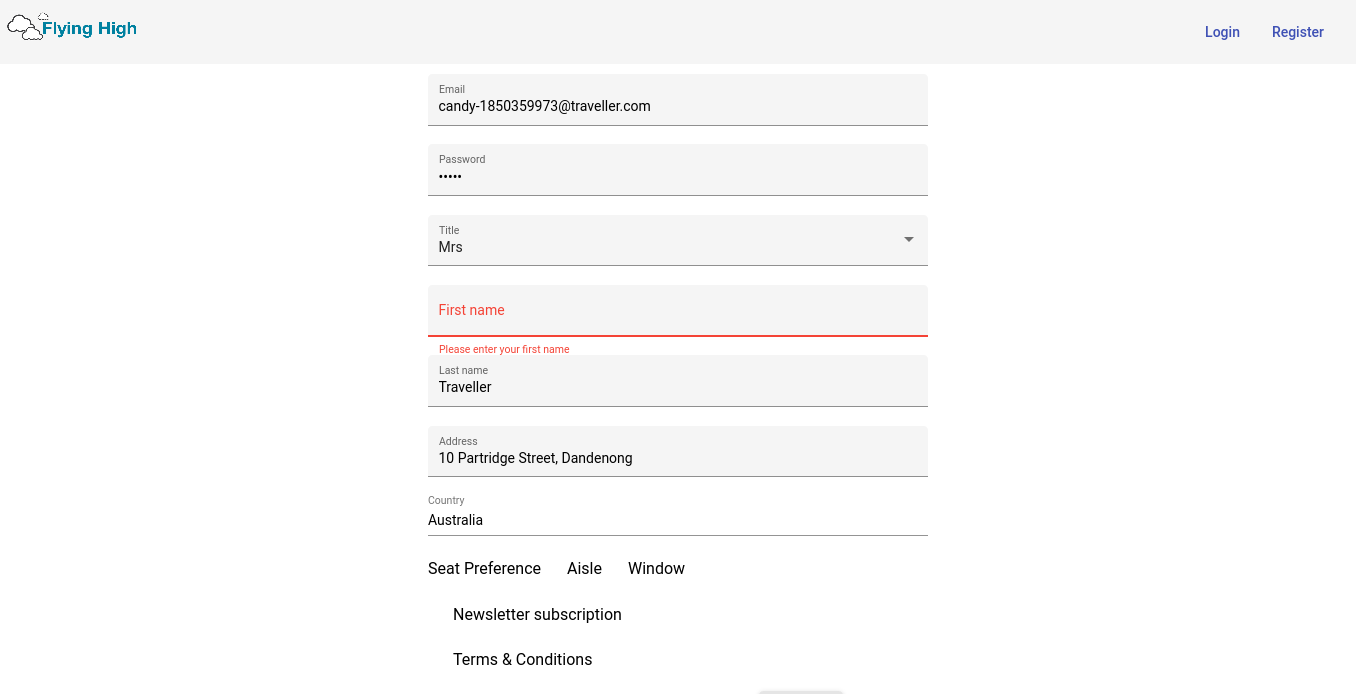 Flying High
Login Register
Email
candy-1850359973@traveller.com
Password
•••••
Title
Mrs
First name
Please enter your first name
Last name
Traveller
Address
10 Partridge Street, Dandenong
Country
Australia
Seat Preference Aisle Window
Newsletter subscription
Terms & Conditions